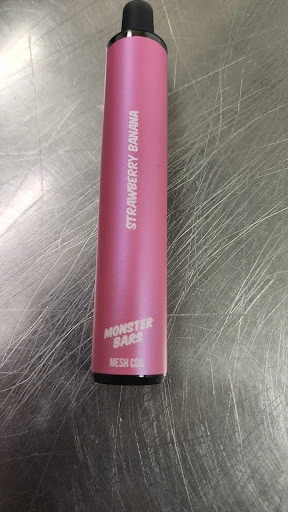 STRAWBERRY BANANA
MONSTER
BARS
MESH COIL